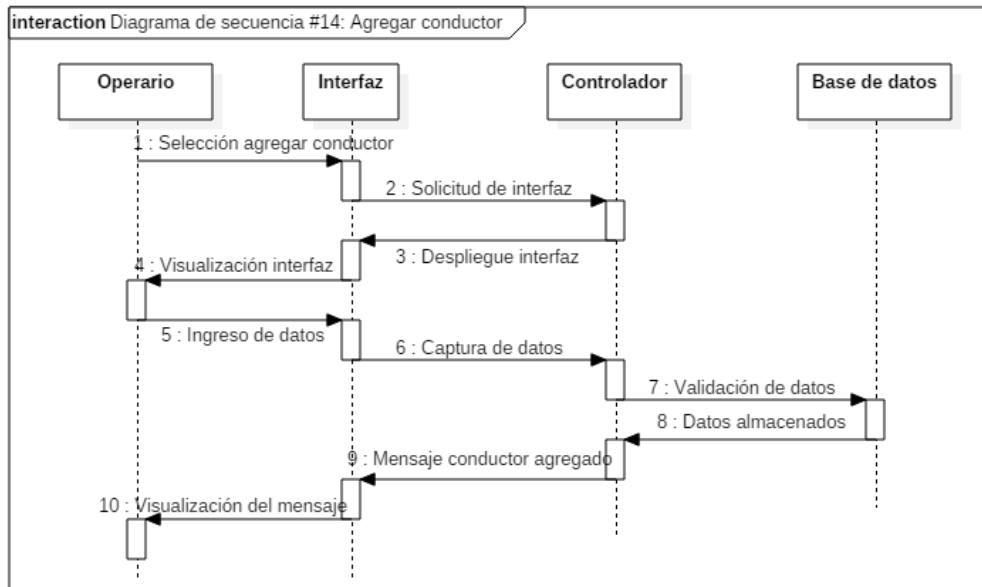 interaction Diagrama de secuencia #14: Agregar conductor
Operario
Interfaz
Controlador
Base de datos
1 : Selección agregar conductor
2 : Solicitud de interfaz
3 : Despliegue interfaz
4 : Visualización interfaz
5 : Ingreso de datos
6 : Captura de datos
7 : Validación de datos
8 : Datos almacenados
9 : Mensaje conductor agregado
10 : Visualización del mensaje